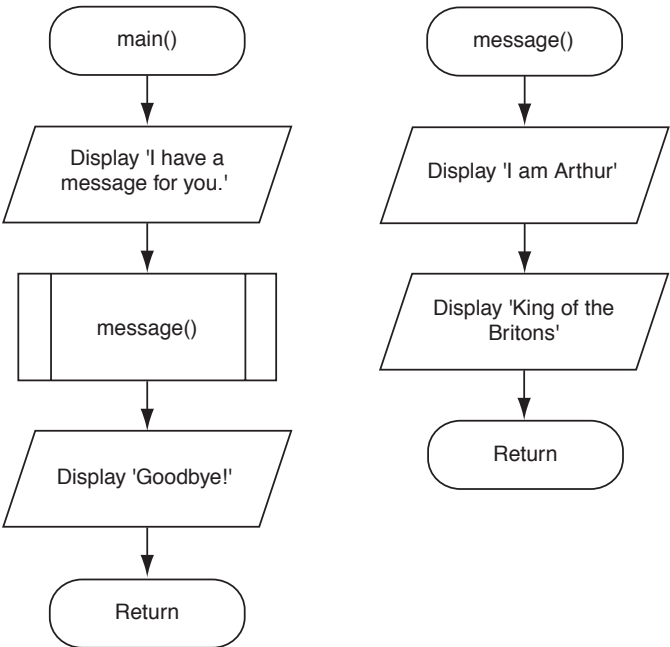 main()
Display 'I have a
message for you.'
message()
Display 'Goodbye!'
Return
message()
Display 'I am Arthur'
Display 'King of the
Britons'
Return